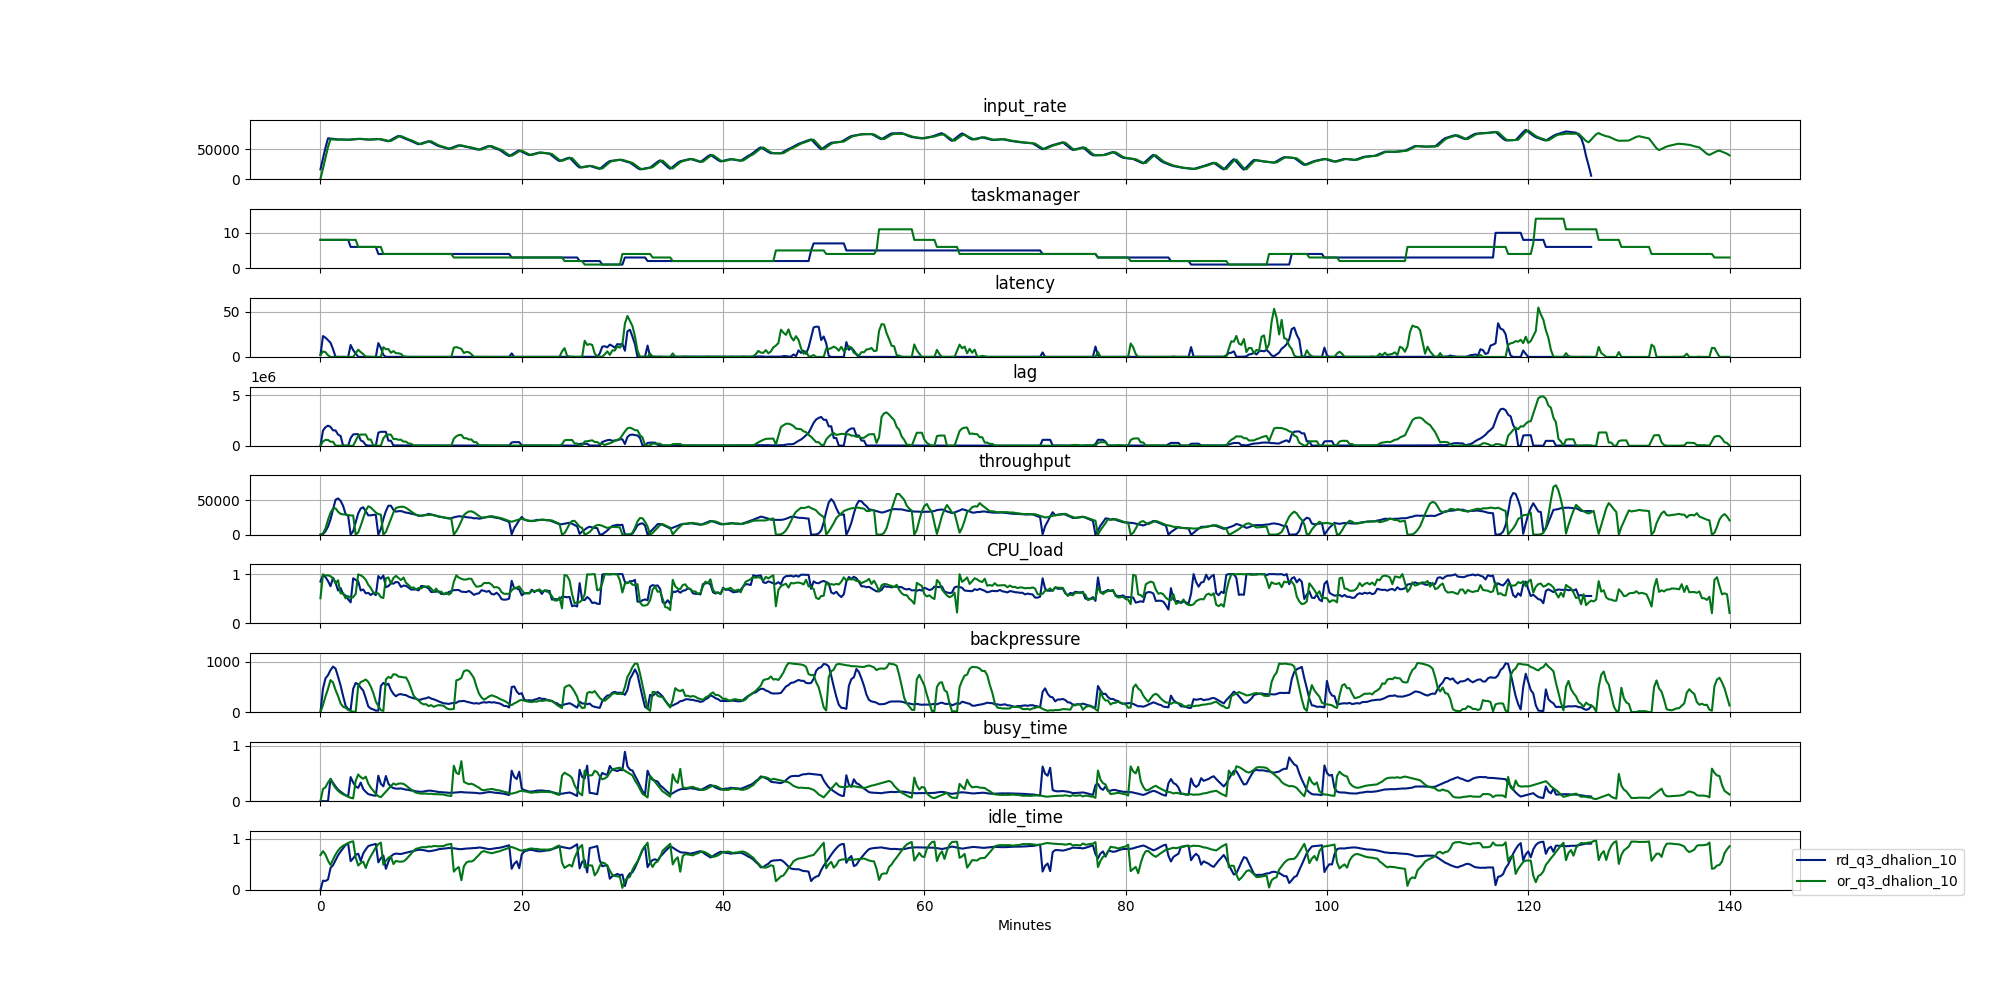 input_rate
50000
0
taskmanager
10
0
latency
50
0
1e6
lag
5
0
throughput
50000
0
CPU_load
1
0
backpressure
1000
0
busy_time
1
0
idle_time
1
0
0 20 40 60 80 100 120 140
Minutes
rd_q3_dhalion_10
or_q3_dhalion_10